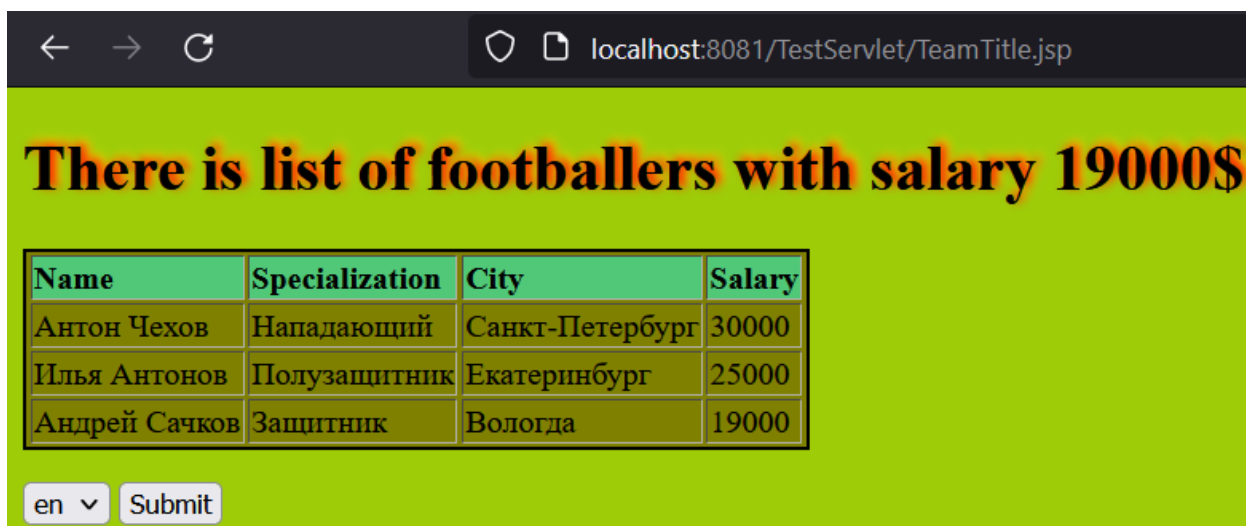 localhost:8081/TestServlet/TeamTitle.jsp
There is list of footballers with salary 19000$
Name Specialization City Salary
Антон Чехов Нападающий Санкт-Петербург 30000
Илья Антонов Полузащитник Екатеринбург 25000
Андрей Сачков Защитник Вологда 19000
en Submit